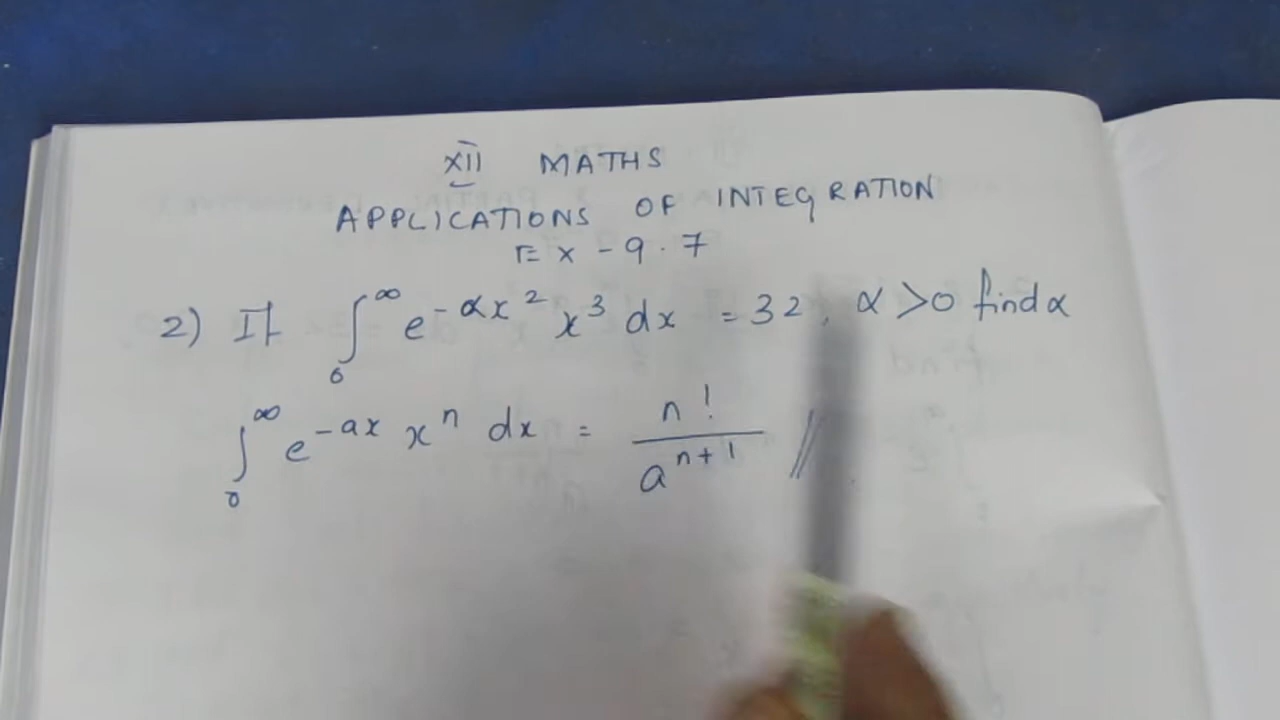 XII MATHS
APPLICATIONS OF INTEGRATION
Ex - 9.7
2) If ∫₀^∞ e^{-αx²} x³ dx = 32, α > 0 find α
∫₀^∞ e^{-ax} xⁿ dx = n! / a^{n+1} //